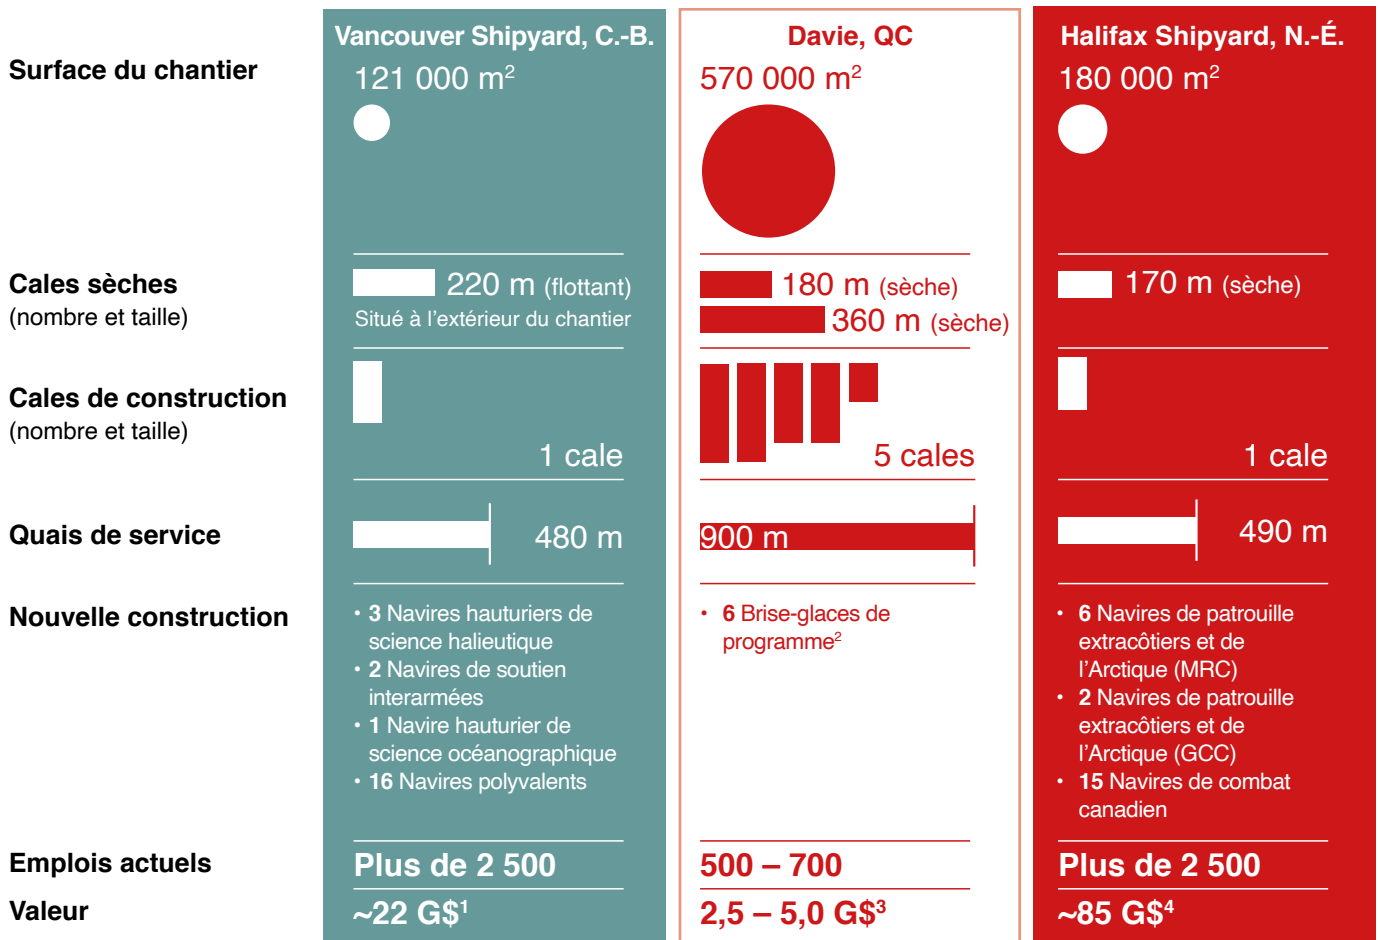 Vancouver Shipyard, C.-B.
Davie, QC
Halifax Shipyard, N.-É.
Surface du chantier
121 000 m²
570 000 m²
180 000 m²
Cales sèches
(nombre et taille)
220 m (flottant)
Situé à l’extérieur du chantier
180 m (sèche)
360 m (sèche)
170 m (sèche)
Cales de construction
(nombre et taille)
1 cale
5 cales
1 cale
Quais de service
480 m
900 m
490 m
Nouvelle construction
• 3 Navires hauturiers de
science halieutique
• 2 Navires de soutien
interarmées
• 1 Navire hauturier de
science océanographique
• 16 Navires polyvalents
• 6 Brise-glaces de
programme²
• 6 Navires de patrouille
extracôtiers et de
l’Arctique (MRC)
• 2 Navires de patrouille
extracôtiers et de
l’Arctique (GCC)
• 15 Navires de combat
canadien
Emplois actuels
Plus de 2 500
500 – 700
Plus de 2 500
Valeur
~22 G$¹
2,5 – 5,0 G$³
~85 G$⁴